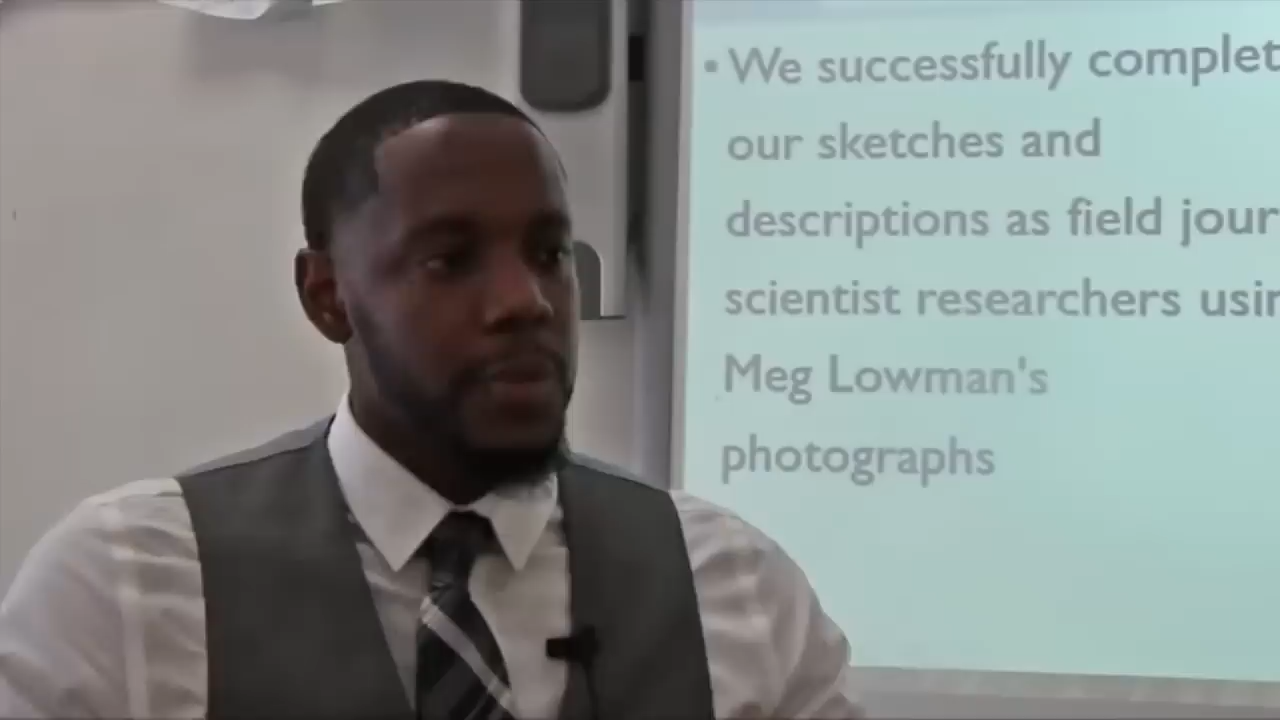 • We successfully complet
our sketches and
descriptions as field jour
scientist researchers usin
Meg Lowman's
photographs